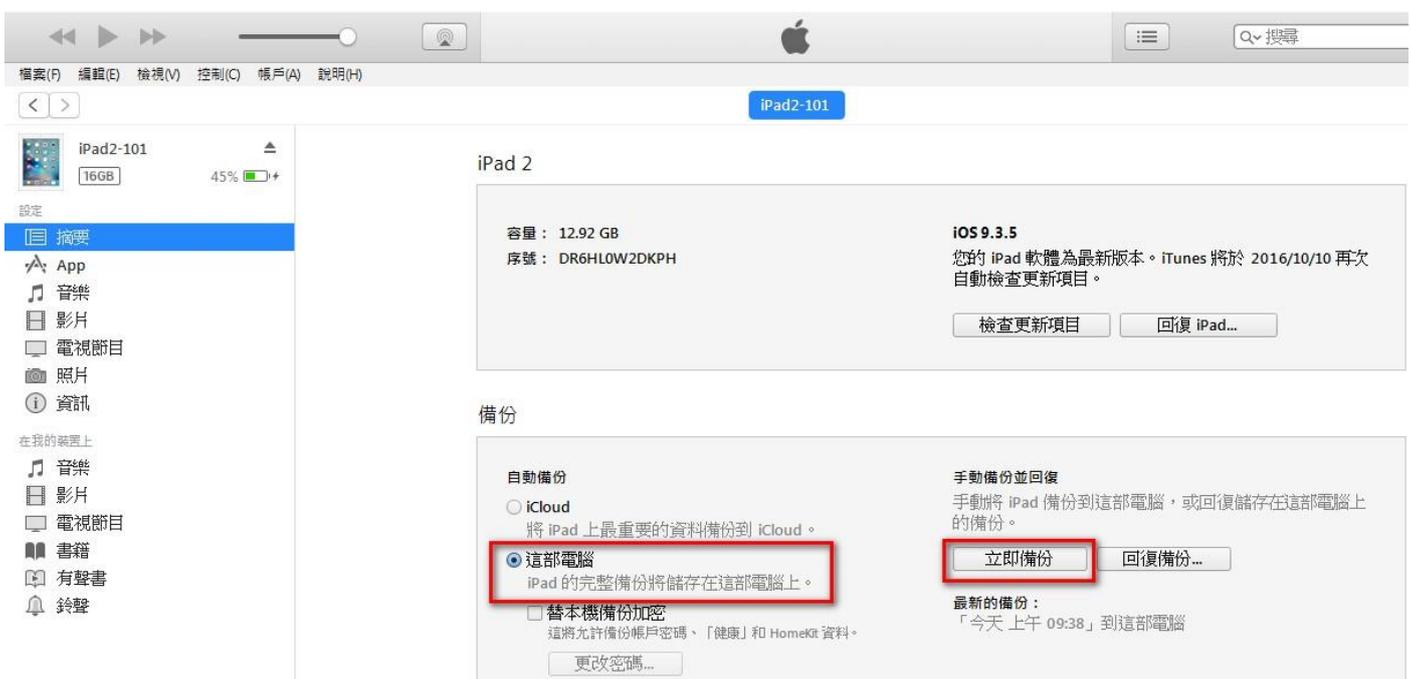 搜尋
檔案(F) 編輯(E) 檢視(V) 控制(C) 帳戶(A) 說明(H)
iPad2-101
iPad2-101
16GB 45%
設定
摘要
App
音樂
影片
電視節目
照片
資訊
在我的裝置上
音樂
影片
電視節目
書籍
有聲書
鈴聲
iPad 2
容量： 12.92 GB
序號： DR6HL0W2DKPH
iOS 9.3.5
您的 iPad 軟體為最新版本。iTunes 將於 2016/10/10 再次
自動檢查更新項目。
檢查更新項目 回復 iPad...
備份
自動備份
iCloud
將 iPad 上最重要的資料備份到 iCloud。
這部電腦
iPad 的完整備份將儲存在這部電腦上。
替本機備份加密
這將允許備份帳戶密碼、「健康」和 HomeKit 資料。
更改密碼...
手動備份並回復
手動將 iPad 備份到這部電腦，或回復儲存在這部電腦上
的備份。
立即備份 回復備份...
最新的備份：
「今天 上午 09:38」到這部電腦